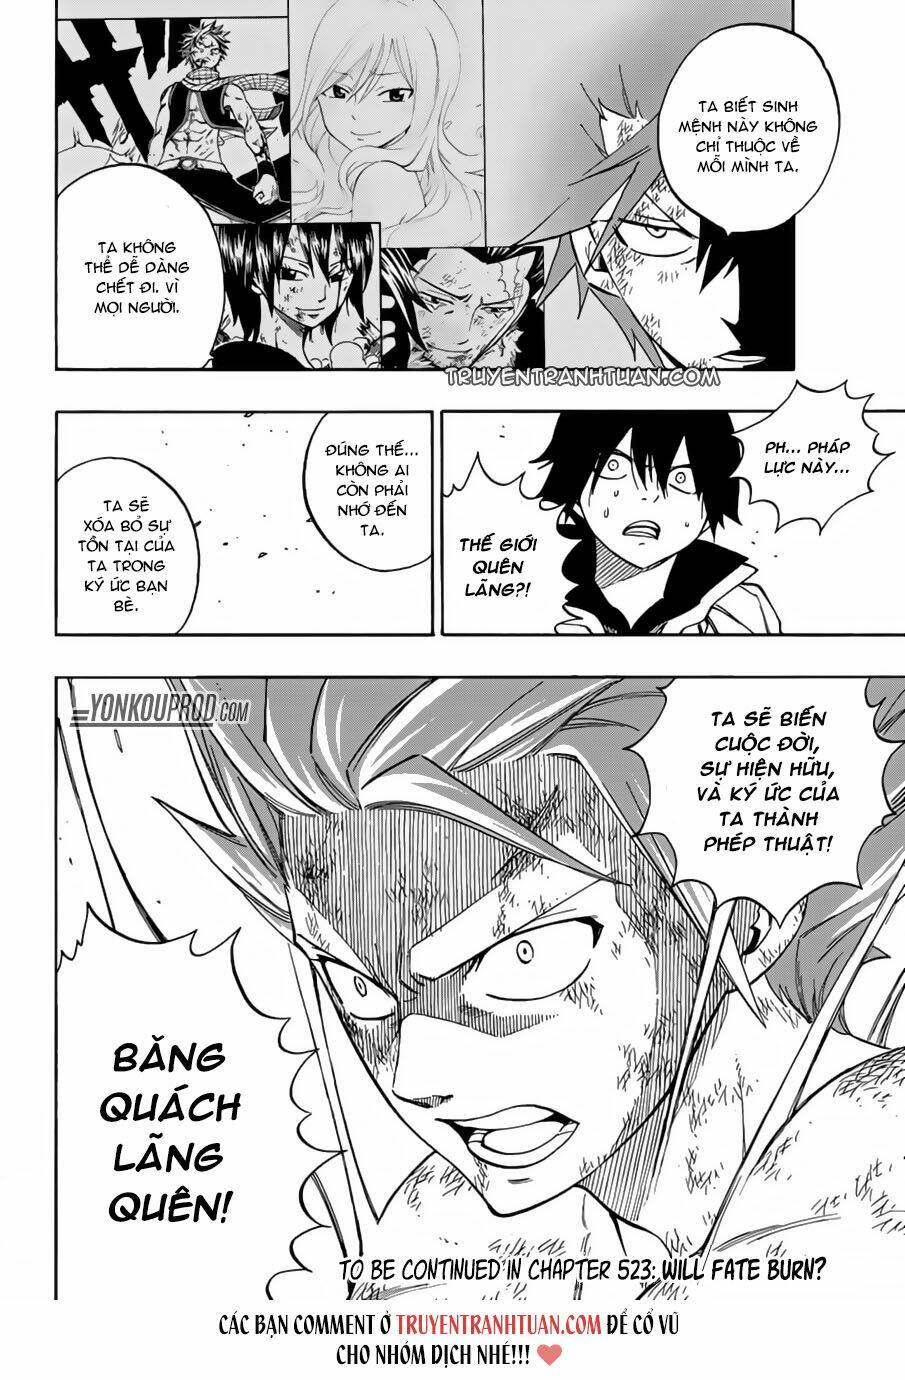 TA BIẾT SINH
MỆNH NÀY KHÔNG
CHỈ THUỘC VỀ
MỖI MÌNH TA.
TA KHÔNG
THỂ DỄ DÀNG
CHẾT ĐI. VÌ
MỌI NGƯỜI.
TRUYENTRANHTUAN.COM
PH... PHÁP
LỰC NÀY...
THẾ GIỚI
QUÊN
LÃNG?!
ĐÚNG THẾ...
KHÔNG AI
CÒN PHẢI
NHỚ ĐẾN
TA.
TA SẼ
XÓA BỎ SỰ
TỒN TẠI CỦA
TA TRONG
KÝ ỨC BẠN
BÈ.
YONKOUPROD.COM
TA SẼ BIẾN
CUỘC ĐỜI,
SỰ HIỆN HỮU,
VÀ KÝ ỨC CỦA
TA THÀNH
PHÉP THUẬT!
BĂNG
QUÁCH
LÃNG
QUÊN!
TO BE CONTINUED IN CHAPTER 523: WILL FATE BURN?
CÁC BẠN COMMENT Ở TRUYENTRANHTUAN.COM ĐỂ CỔ VŨ
CHO NHÓM DỊCH NHÉ!!! ❤